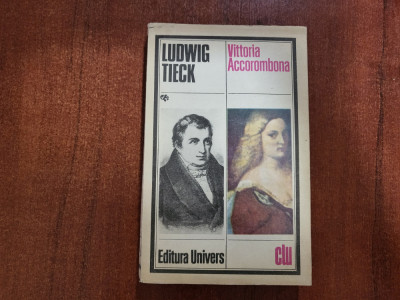 LUDWIG
TIECK
Vittoria
Accorombona
Editura Univers
clu